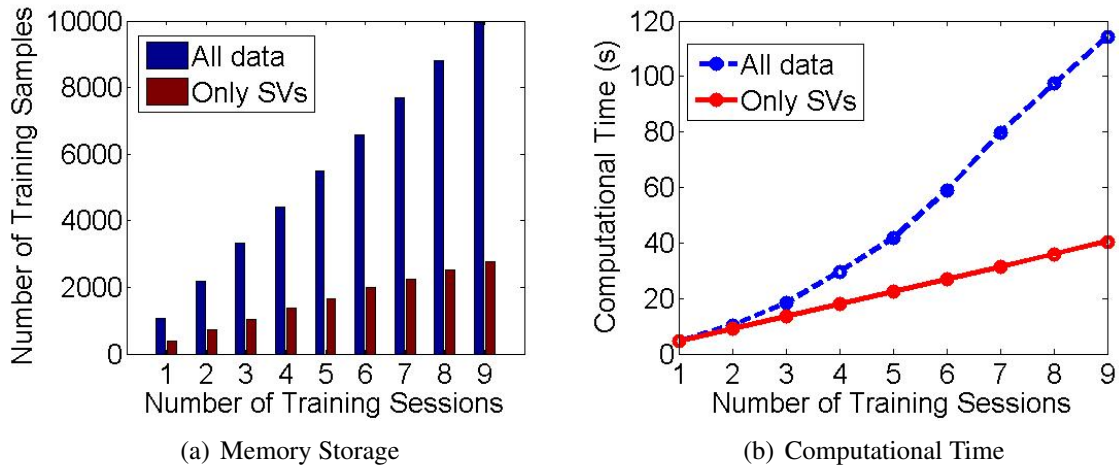 10000
8000
6000
4000
2000
0
Number of Training Samples
All data
Only SVs
1 2 3 4 5 6 7 8 9
Number of Training Sessions
(a) Memory Storage
120
100
80
60
40
20
0
Computational Time (s)
All data
Only SVs
1 2 3 4 5 6 7 8 9
Number of Training Sessions
(b) Computational Time